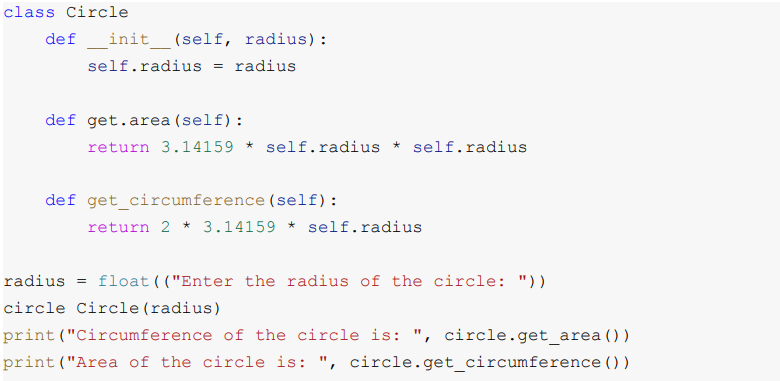 class Circle
    def __init__(self, radius):
        self.radius = radius

    def get.area(self):
        return 3.14159 * self.radius * self.radius

    def get_circumference(self):
        return 2 * 3.14159 * self.radius

radius = float(("Enter the radius of the circle: "))
circle Circle(radius)
print("Circumference of the circle is: ", circle.get_area())
print("Area of the circle is: ", circle.get_circumference())